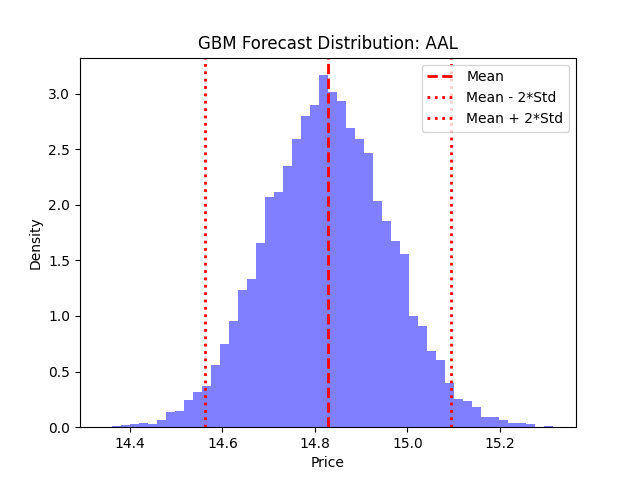 GBM Forecast Distribution: AAL
Mean
Mean - 2*Std
Mean + 2*Std
Density
3.0
2.5
2.0
1.5
1.0
0.5
0.0
14.4 14.6 14.8 15.0 15.2
Price